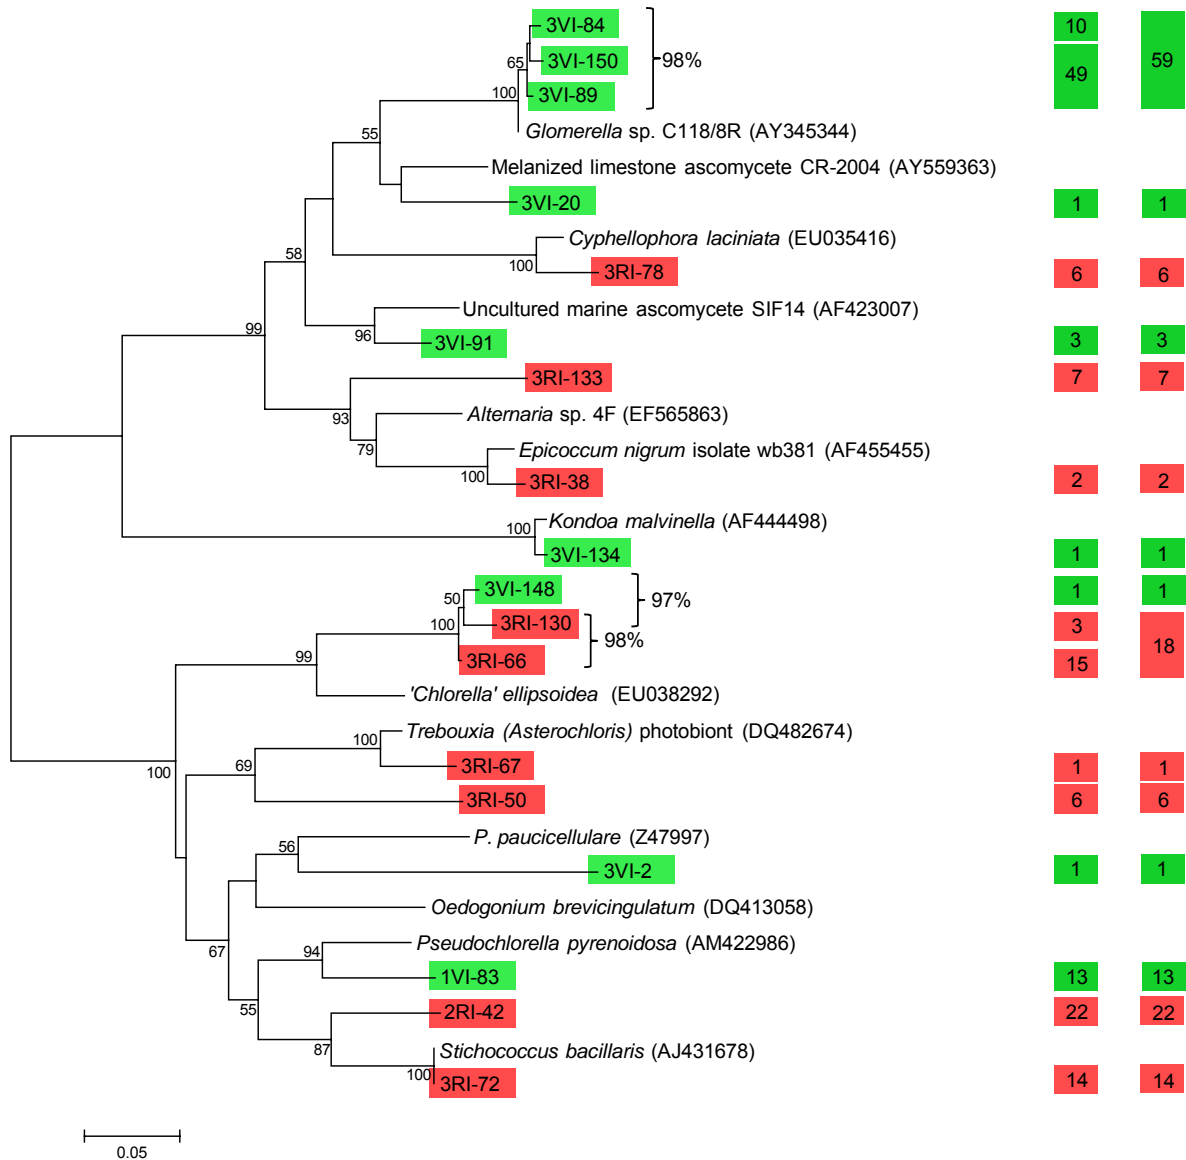 3VI-84 10
65 3VI-150 98% 59
49
100 3VI-89
Glomerella sp. C118/8R (AY345344)
55
Melanized limestone ascomycete CR-2004 (AY559363)
3VI-20 1 1
Cyphellophora laciniata (EU035416)
58
100 3RI-78 6 6
Uncultured marine ascomycete SIF14 (AF423007)
99 96 3VI-91 3 3
3RI-133 7 7
93 Alternaria sp. 4F (EF565863)
79 Epicoccum nigrum isolate wb381 (AF455455)
100 3RI-38 2 2
Kondoa malvinella (AF444498)
100
3VI-134 1 1
3VI-148 1 1
50 97%
100 3RI-130 3
98% 18
99 3RI-66 15
'Chlorella' ellipsoidea (EU038292)
Trebouxia (Asterochloris) photobiont (DQ482674)
100
100 69 3RI-67 1 1
3RI-50 6 6
P. paucicellulare (Z47997)
56
3VI-2 1 1
Oedogonium brevicingulatum (DQ413058)
67 94 Pseudochlorella pyrenoidosa (AM422986)
1VI-83 13 13
55 2RI-42 22 22
87 Stichococcus bacillaris (AJ431678)
100 3RI-72 14 14
0.05